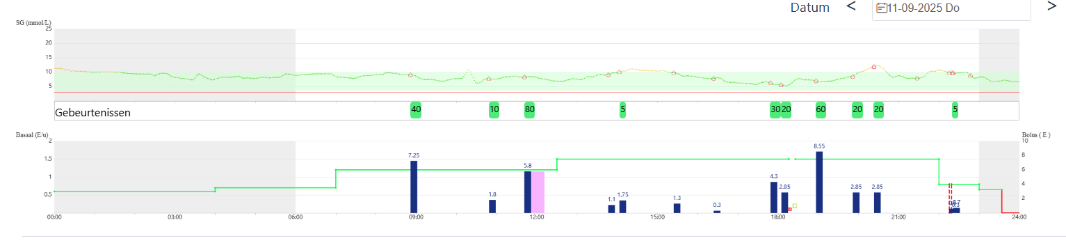 Datum < 11-09-2025 Do >
SG (mmol/L)
25
20
15
10
5
Gebeurtenissen 40 10 80 5 30 20 60 20 20 5
Basaal (E/u) Bolus ( E )
2 10
1.5 8
1 6
0.5 4
2
7.25 1.8 5.8 1.1 1.75 1.3 0.3 4.3 2.85 8.55 2.85 2.85 0.7
00:00 03:00 06:00 09:00 12:00 15:00 18:00 21:00 24:00